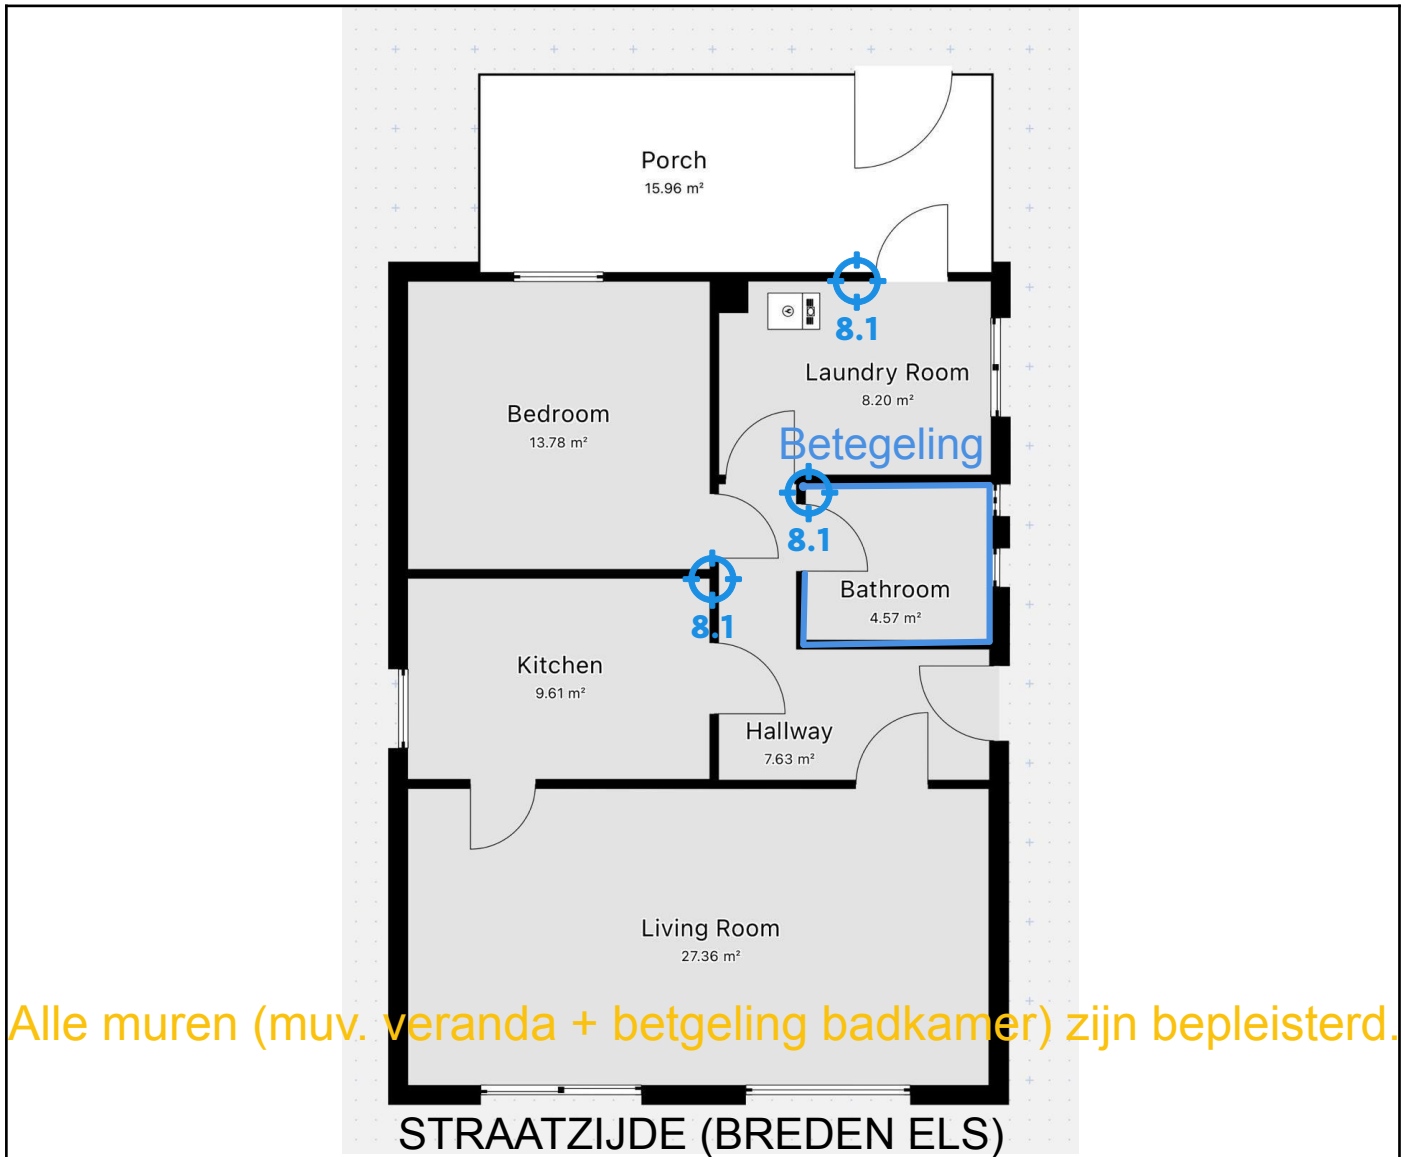 Porch
15.96 m²
8.1
Laundry Room
8.20 m²
Bedroom
13.78 m²
Betegeling
8.1
Bathroom
4.57 m²
8.1
Kitchen
9.61 m²
Hallway
7.63 m²
Living Room
27.36 m²
Alle muren (muv. veranda + betgeling badkamer) zijn bepleisterd.
STRAATZIJDE (BREDEN ELS)